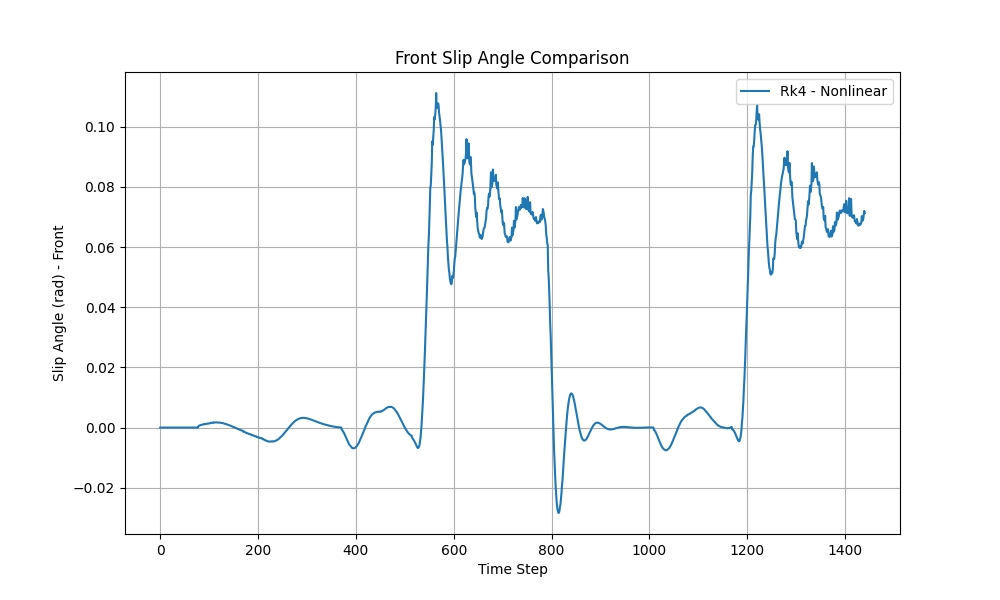 Front Slip Angle Comparison
Rk4 - Nonlinear
Slip Angle (rad) - Front
0.10
0.08
0.06
0.04
0.02
0.00
−0.02
0 200 400 600 800 1000 1200 1400
Time Step